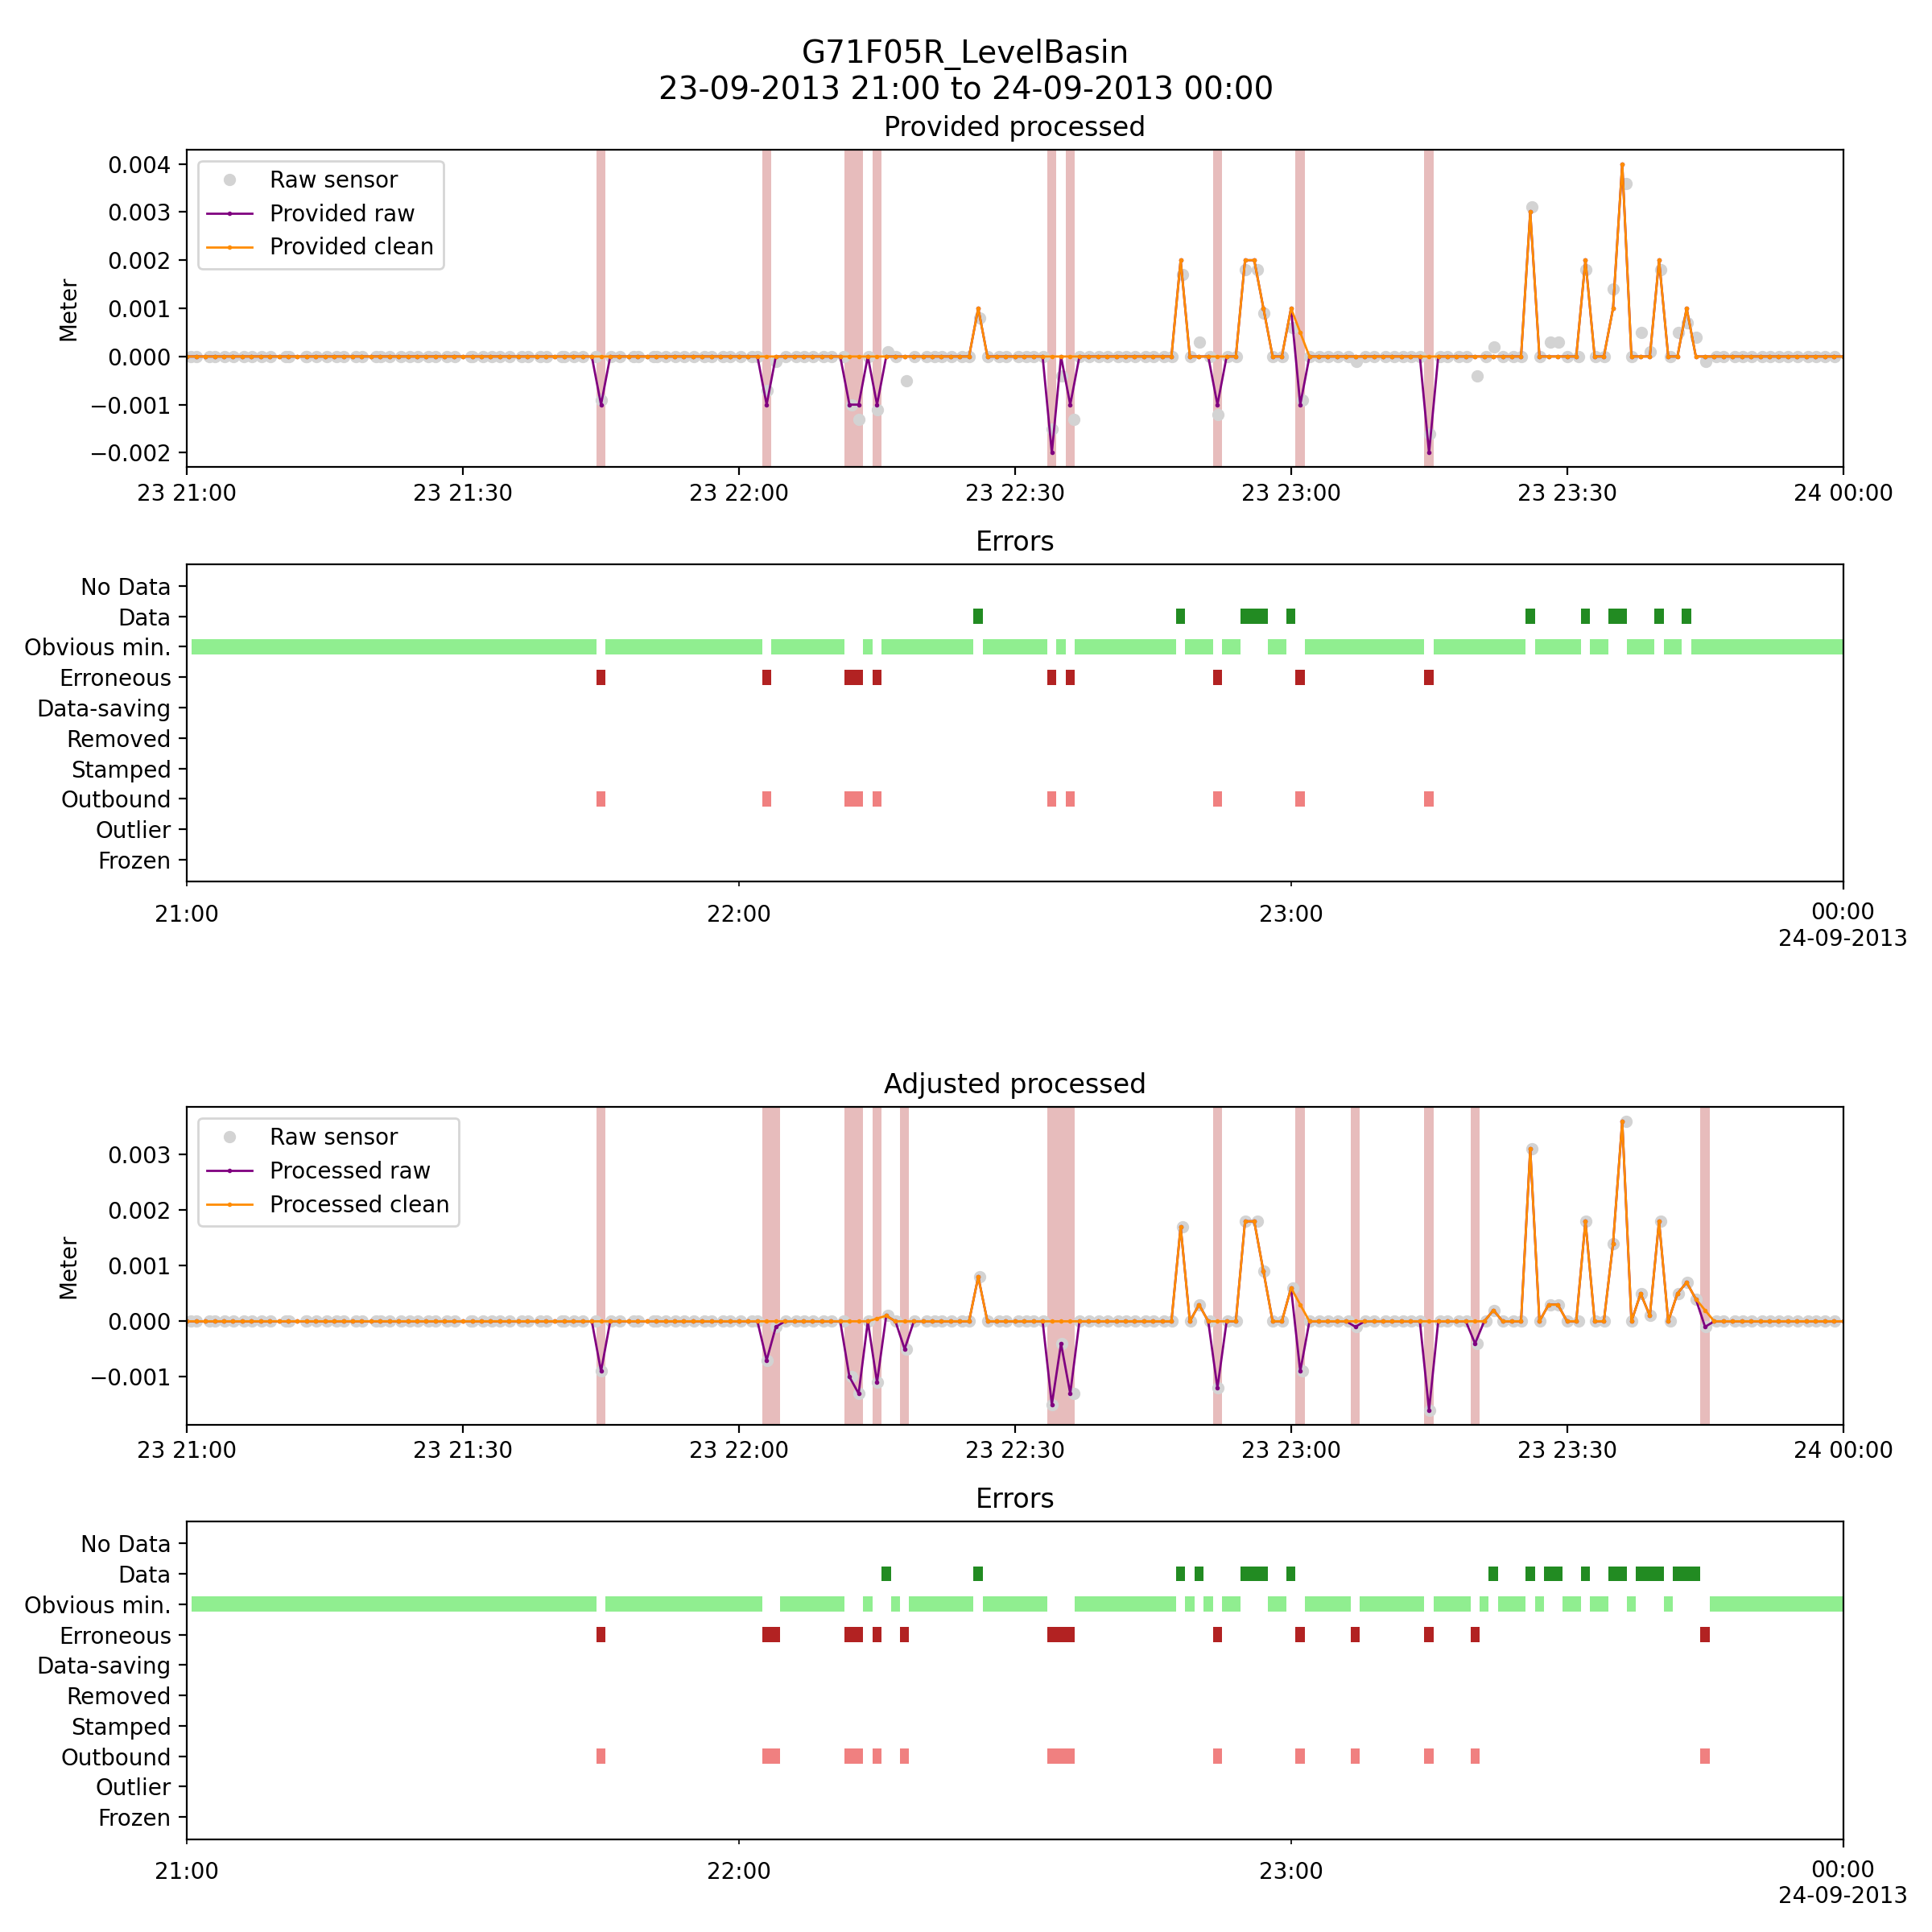 G71F05R_LevelBasin
23-09-2013 21:00 to 24-09-2013 00:00
Provided processed
Raw sensor
Provided raw
Provided clean
Meter
0.004
0.003
0.002
0.001
0.000
−0.001
−0.002
23 21:00 23 21:30 23 22:00 23 22:30 23 23:00 23 23:30 24 00:00
Errors
No Data
Data
Obvious min.
Erroneous
Data-saving
Removed
Stamped
Outbound
Outlier
Frozen
21:00 22:00 23:00 00:00
24-09-2013
Adjusted processed
Raw sensor
Processed raw
Processed clean
Meter
0.003
0.002
0.001
0.000
−0.001
23 21:00 23 21:30 23 22:00 23 22:30 23 23:00 23 23:30 24 00:00
Errors
No Data
Data
Obvious min.
Erroneous
Data-saving
Removed
Stamped
Outbound
Outlier
Frozen
21:00 22:00 23:00 00:00
24-09-2013